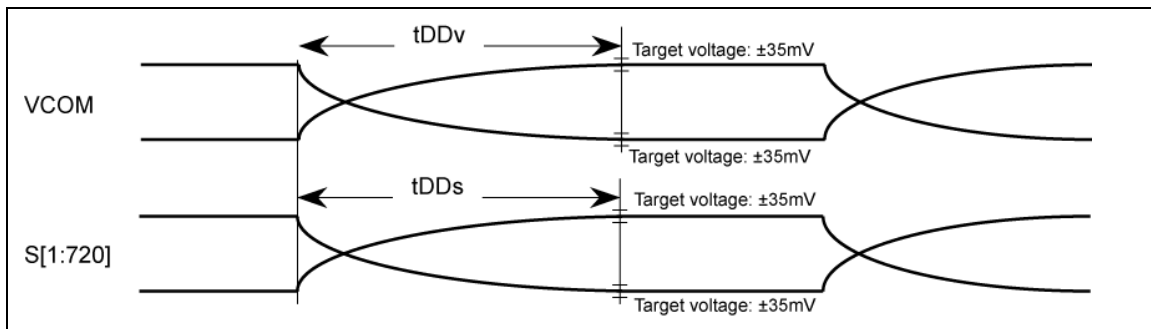 tDDv
Target voltage: ±35mV
VCOM
Target voltage: ±35mV
tDDs
Target voltage: ±35mV
S[1:720]
Target voltage: ±35mV